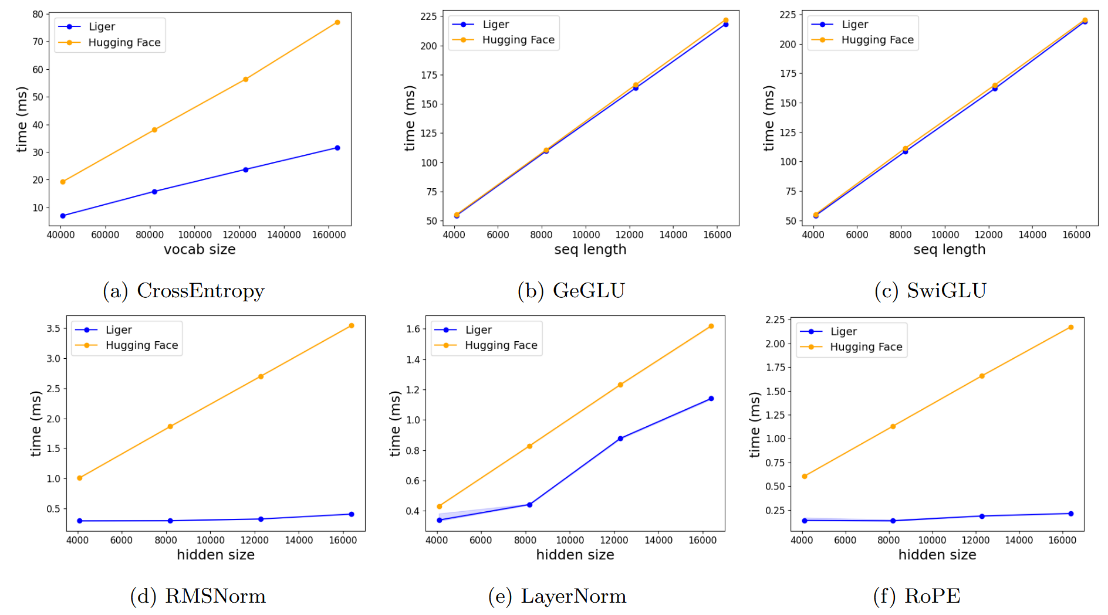 Liger
Hugging Face
time (ms)
80
70
60
50
40
30
20
10
40000 60000 80000 100000 120000 140000 160000
vocab size
(a) CrossEntropy
Liger
Hugging Face
time (ms)
225
200
175
150
125
100
75
50
4000 6000 8000 10000 12000 14000 16000
seq length
(b) GeGLU
Liger
Hugging Face
time (ms)
225
200
175
150
125
100
75
50
4000 6000 8000 10000 12000 14000 16000
seq length
(c) SwiGLU
Liger
Hugging Face
time (ms)
3.5
3.0
2.5
2.0
1.5
1.0
0.5
4000 6000 8000 10000 12000 14000 16000
hidden size
(d) RMSNorm
Liger
Hugging Face
time (ms)
1.6
1.4
1.2
1.0
0.8
0.6
0.4
4000 6000 8000 10000 12000 14000 16000
hidden size
(e) LayerNorm
Liger
Hugging Face
time (ms)
2.25
2.00
1.75
1.50
1.25
1.00
0.75
0.50
0.25
4000 6000 8000 10000 12000 14000 16000
hidden size
(f) RoPE